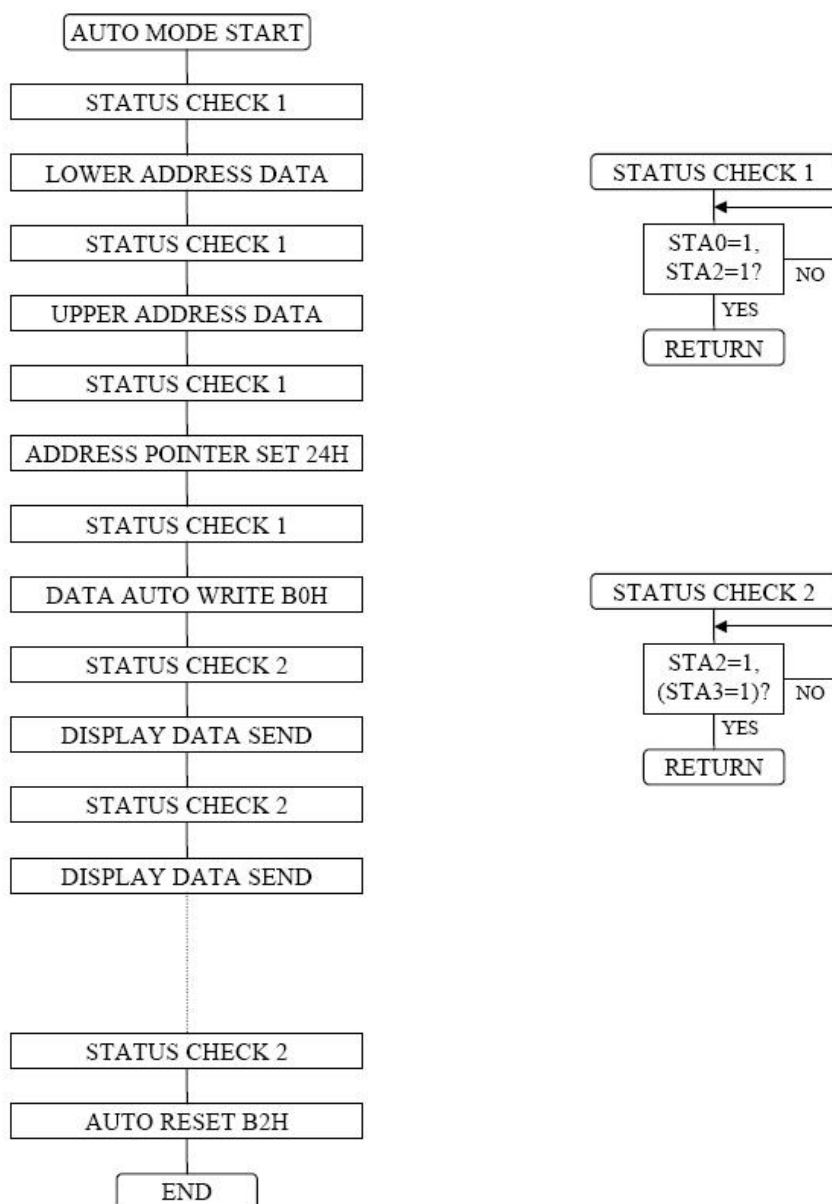 AUTO MODE START
STATUS CHECK 1
LOWER ADDRESS DATA
STATUS CHECK 1
UPPER ADDRESS DATA
STATUS CHECK 1
ADDRESS POINTER SET 24H
STATUS CHECK 1
DATA AUTO WRITE B0H
STATUS CHECK 2
DISPLAY DATA SEND
STATUS CHECK 2
DISPLAY DATA SEND
STATUS CHECK 2
AUTO RESET B2H
END
STATUS CHECK 1
STA0=1,
STA2=1?
NO
YES
RETURN
STATUS CHECK 2
STA2=1,
(STA3=1)?
NO
YES
RETURN